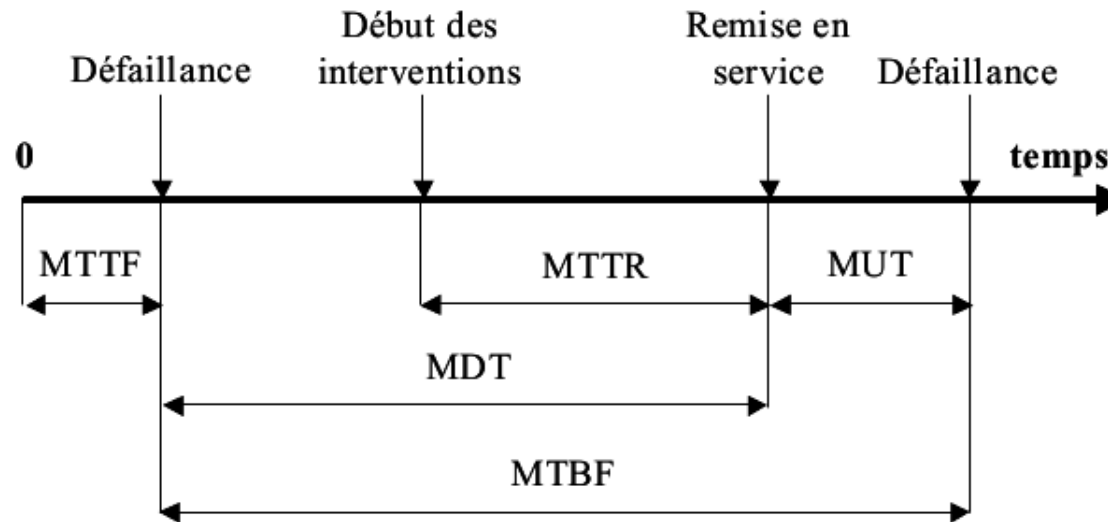 Début des
interventions
Remise en
service
Défaillance
Défaillance
0
temps
MTTF
MTTR
MUT
MDT
MTBF